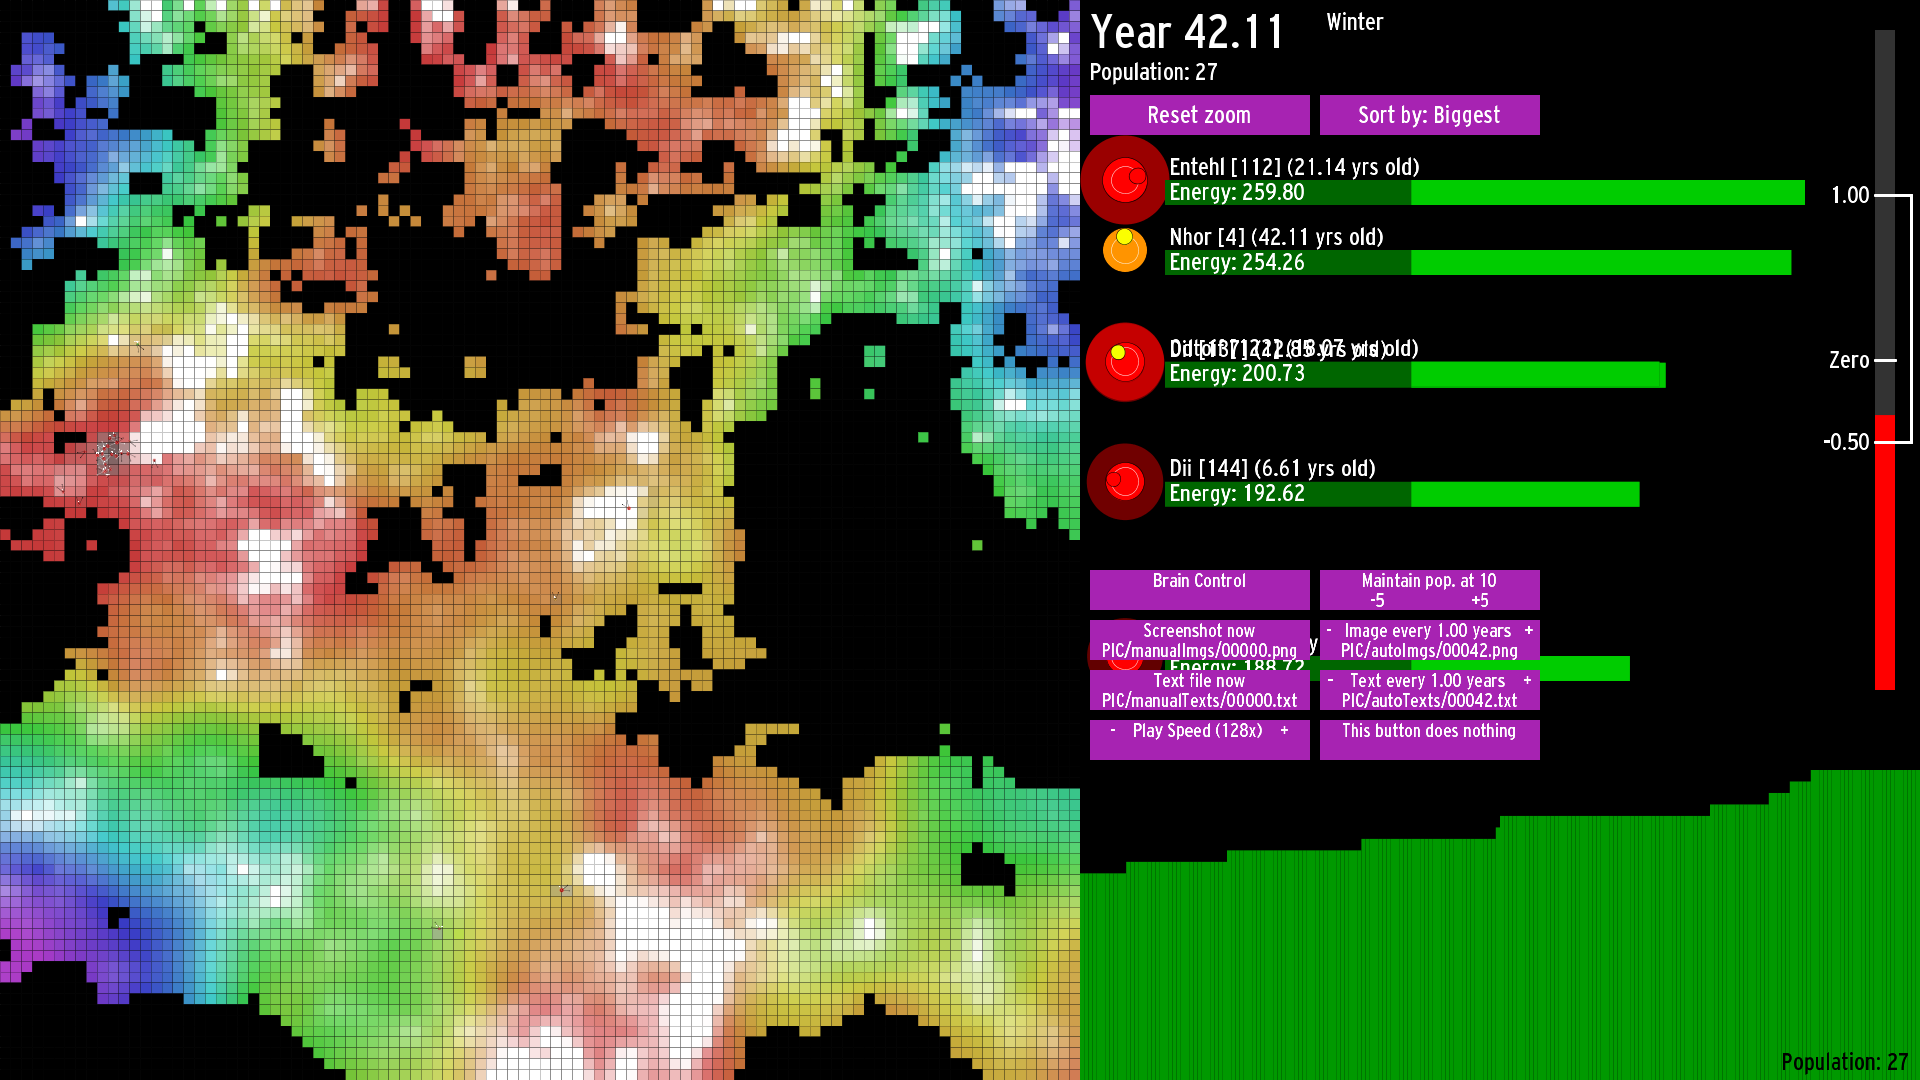 Year 42.11
Winter
Population: 27
Reset zoom
Sort by: Biggest
Entehl [112] (21.14 yrs old)
Energy: 259.80
1.00
Nhor [4] (42.11 yrs old)
Energy: 254.26
yrs old)
Zero
Energy: 200.73
-0.50
Dii [144] (6.61 yrs old)
Energy: 192.62
Brain Control
Maintain pop. at 10
-5 +5
Screenshot now
PIC/manualImgs/00000.png
- Image every 1.00 years +
PIC/autoImgs/00042.png
Energy: 188.72
Text file now
PIC/manualTexts/00000.txt
- Text every 1.00 years +
PIC/autoTexts/00042.txt
- Play Speed (128x) +
This button does nothing
Population: 27